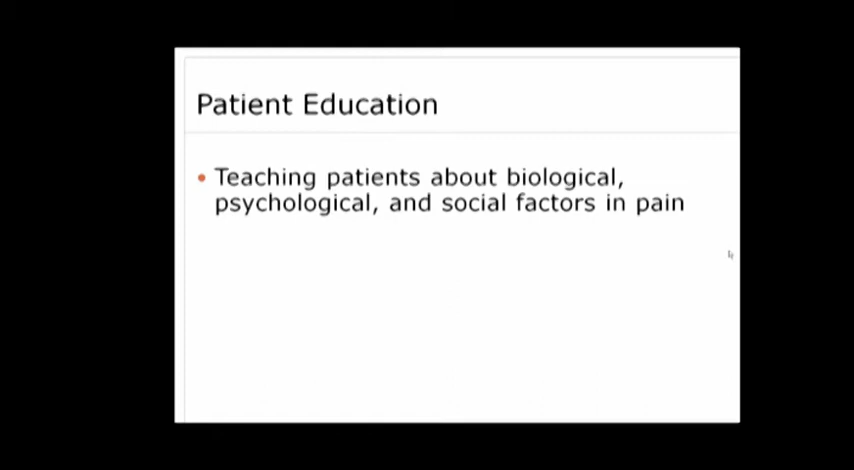 Patient Education
• Teaching patients about biological,
psychological, and social factors in pain